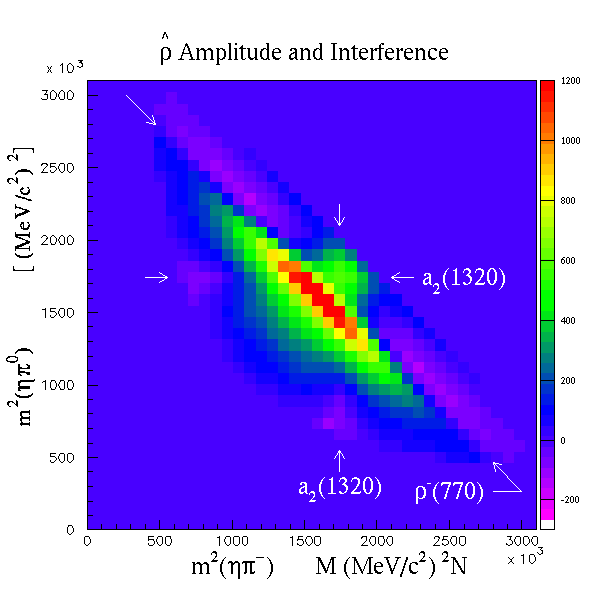 ρ̂ Amplitude and Interference
× 10³
3000
2500
2000
1500
1000
500
0
m²(ηπ⁰) [ (MeV/c²)²]
a₂(1320)
a₂(1320)
ρ⁻(770)
0 500 1000 1500 2000 2500 3000
× 10³
m²(ηπ⁻) M (MeV/c²) ²N
1200
1000
800
600
400
200
0
-200